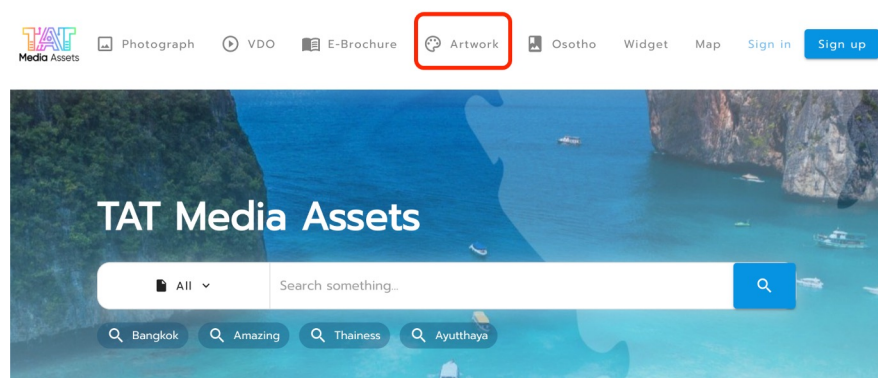 TAT
Media Assets
Photograph
VDO
E-Brochure
Artwork
Osotho
Widget
Map
Sign in
Sign up
TAT Media Assets
All
Search something...
Bangkok
Amazing
Thainess
Ayutthaya